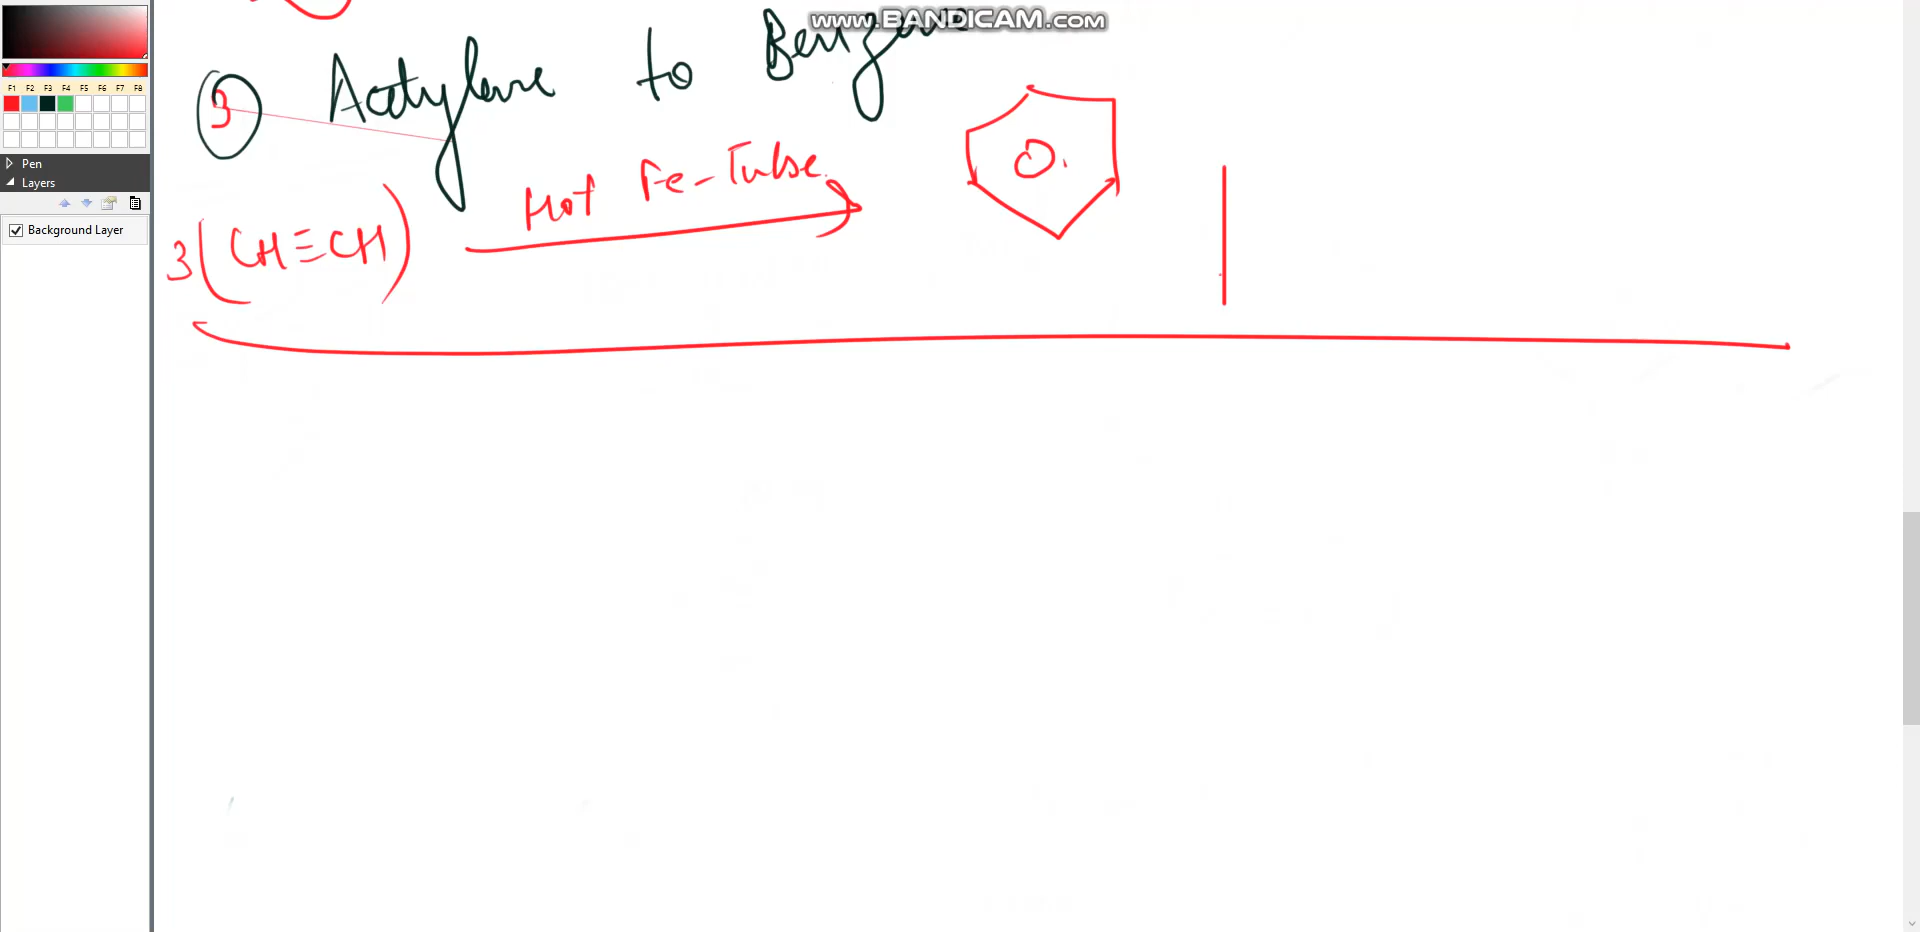 www.BANDICAM.com
F1 F2 F3 F4 F5 F6 F7 F8
Pen
Layers
Background Layer
3 Acetylene to Benzene
3(CH≡CH) Hot Fe-Tube.